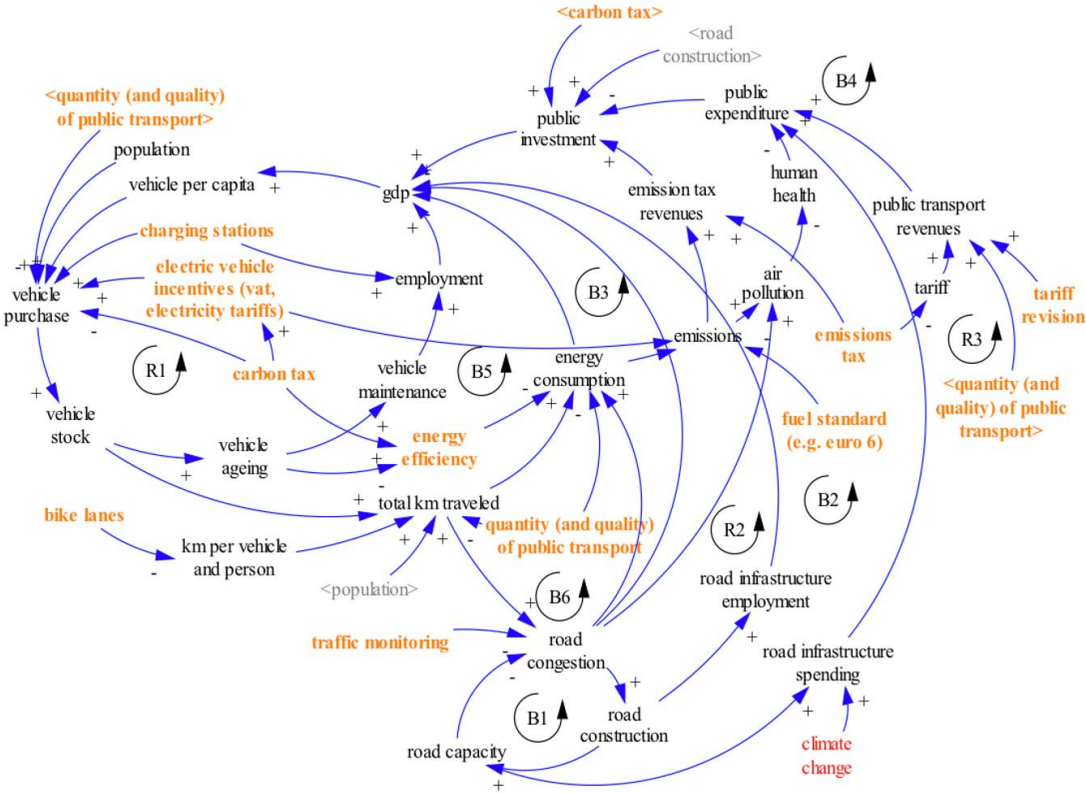 <carbon tax>
<road
construction>
<quantity (and quality)
of public transport>
population
vehicle per capita
charging stations
electric vehicle
incentives (vat,
electricity tariffs)
vehicle
purchase
R1
carbon tax
vehicle
stock
vehicle
ageing
vehicle
maintenance
energy
efficiency
employment
gdp
public
investment
public
expenditure
B4
emission tax
revenues
human
health
public transport
revenues
air
pollution
tariff
tariff
revision
emissions
tax
R3
<quantity (and
quality) of public
transport>
B3
emissions
B5
energy
consumption
fuel standard
(e.g. euro 6)
B2
bike lanes
total km traveled
quantity (and quality)
of public transport
km per vehicle
and person
<population>
R2
road infrastructure
employment
B6
traffic monitoring
road
congestion
road infrastructure
spending
B1
road
construction
road capacity
climate
change